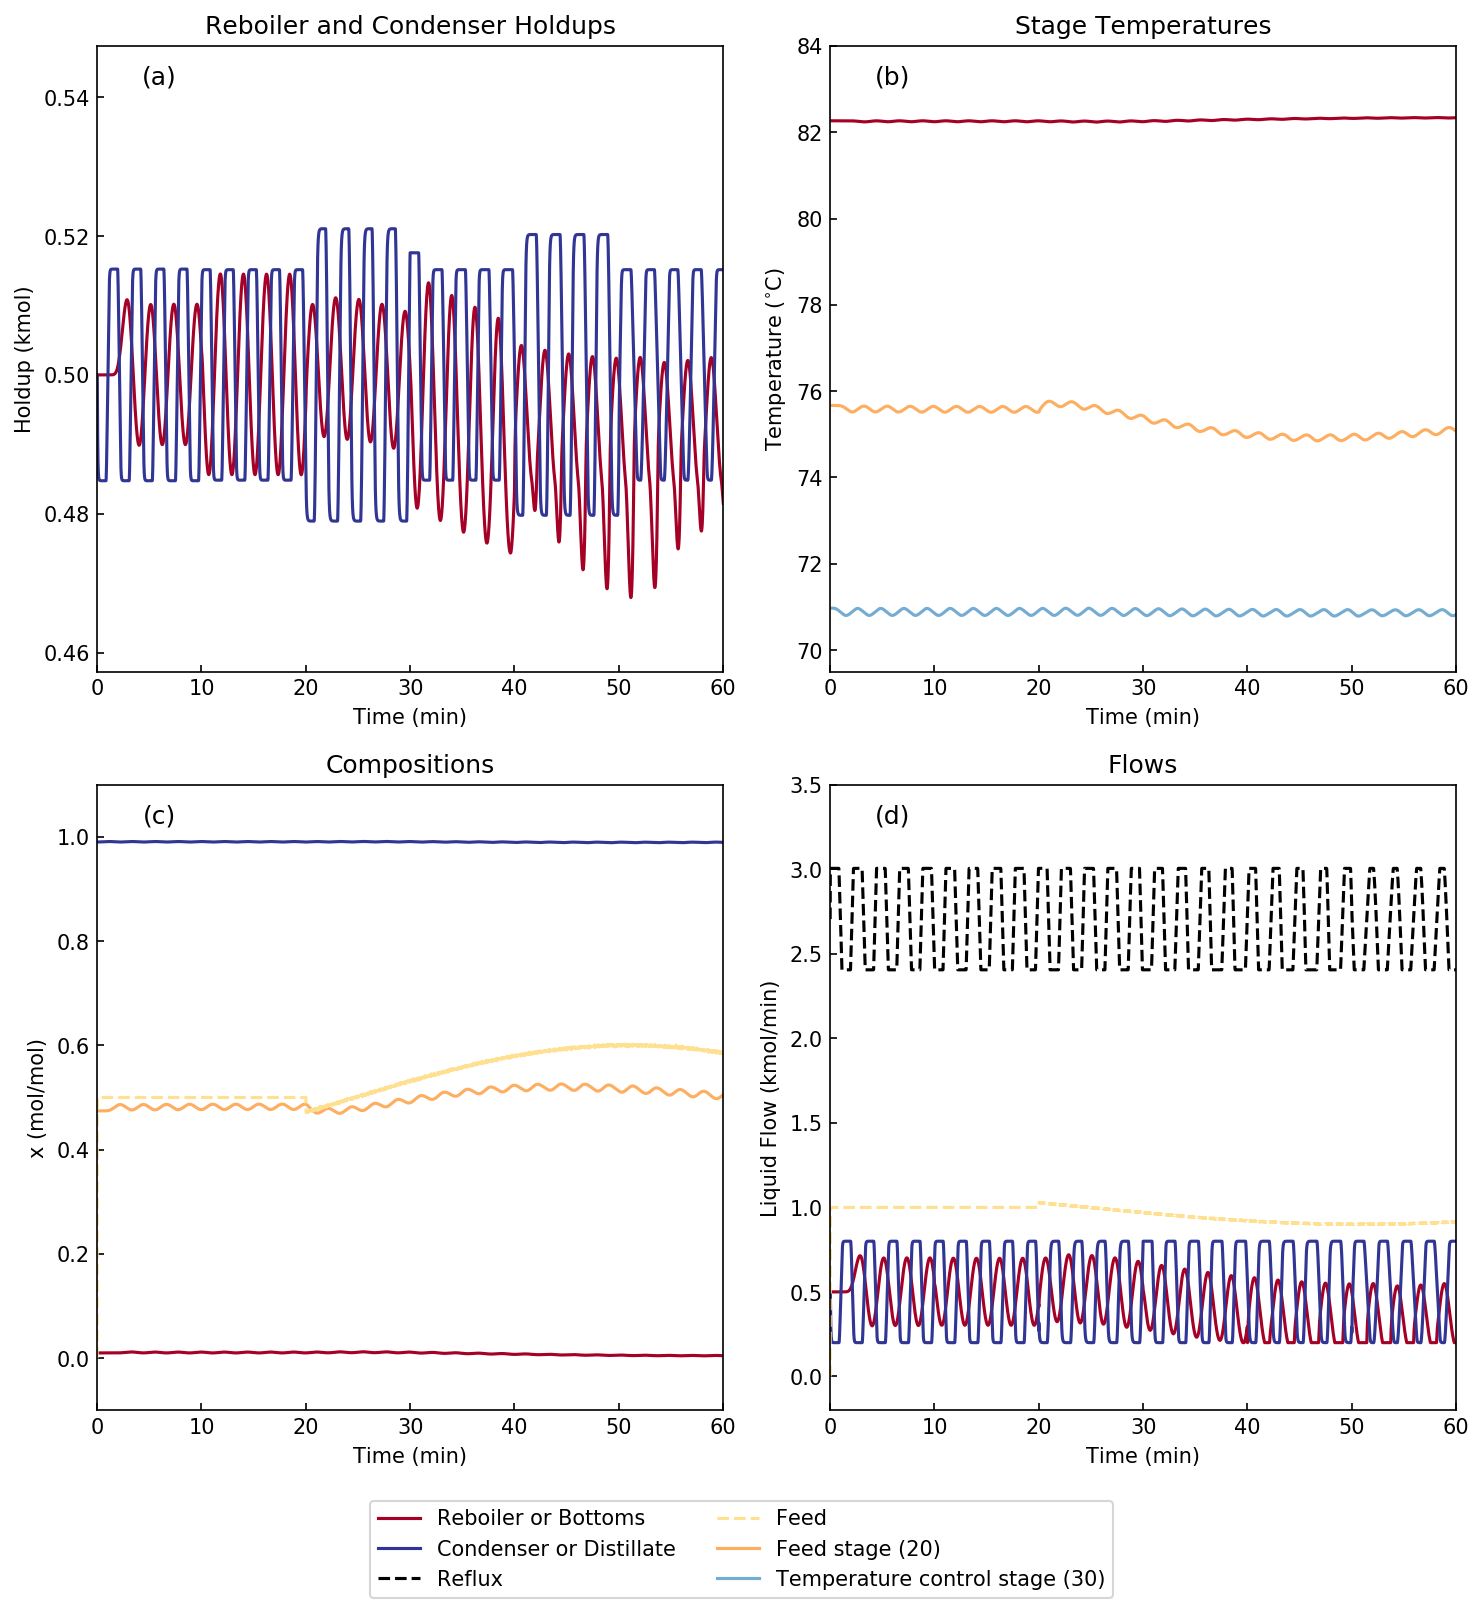 Reboiler and Condenser Holdups
(a)
0.54
0.52
0.50
0.48
0.46
Holdup (kmol)
0 10 20 30 40 50 60
Time (min)
Stage Temperatures
(b)
84
82
80
78
76
74
72
70
Temperature (°C)
0 10 20 30 40 50 60
Time (min)
Compositions
(c)
1.0
0.8
0.6
0.4
0.2
0.0
x (mol/mol)
0 10 20 30 40 50 60
Time (min)
Flows
(d)
3.5
3.0
2.5
2.0
1.5
1.0
0.5
0.0
Liquid Flow (kmol/min)
0 10 20 30 40 50 60
Time (min)
Reboiler or Bottoms
Condenser or Distillate
Reflux
Feed
Feed stage (20)
Temperature control stage (30)